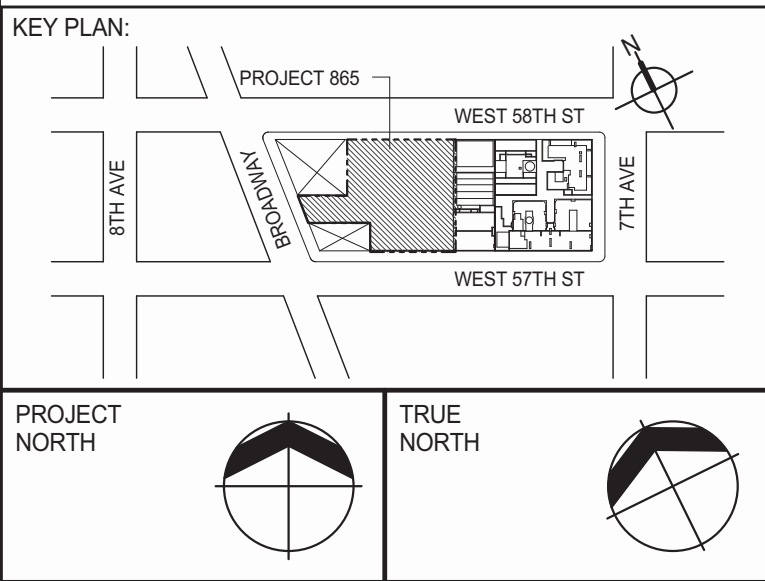 KEY PLAN:
N
PROJECT 865
WEST 58TH ST
8TH AVE
BROADWAY
7TH AVE
WEST 57TH ST
PROJECT
NORTH
TRUE
NORTH